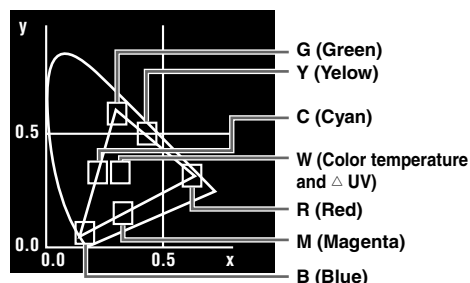 y
G (Green)
Y (Yelow)
C (Cyan)
0.5
W (Color temperature
and △ UV)
R (Red)
M (Magenta)
0.0
0.0
0.5
x
B (Blue)